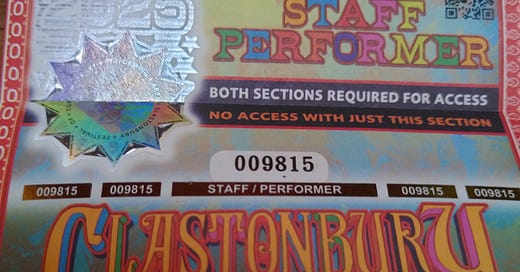 STAFF
PERFORMER
BOTH SECTIONS REQUIRED FOR ACCESS
NO ACCESS WITH JUST THIS SECTION
009815
009815 009815 STAFF / PERFORMER 009815 009815
GLASTONBURY